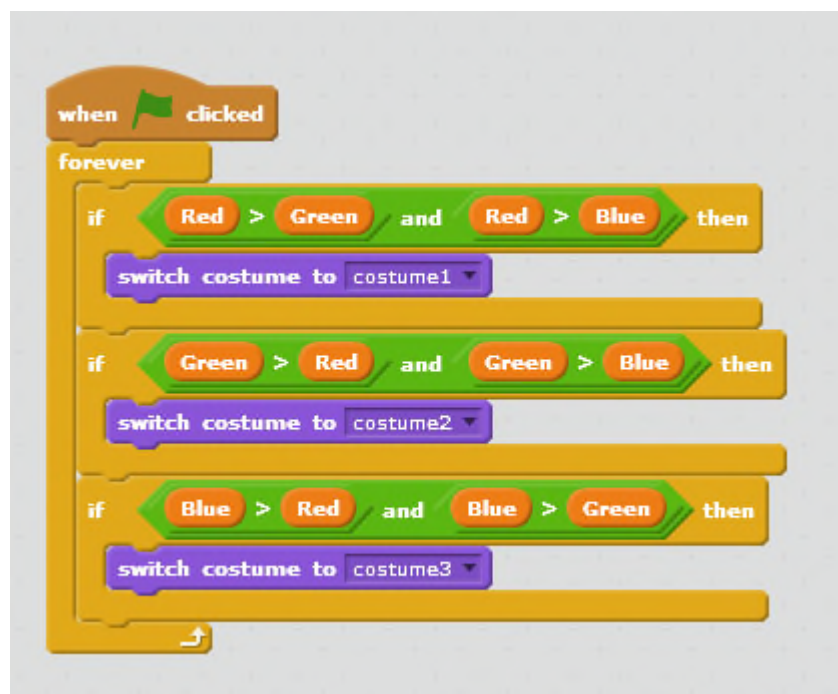 when clicked
forever
if Red > Green and Red > Blue then
switch costume to costume1
if Green > Red and Green > Blue then
switch costume to costume2
if Blue > Red and Blue > Green then
switch costume to costume3